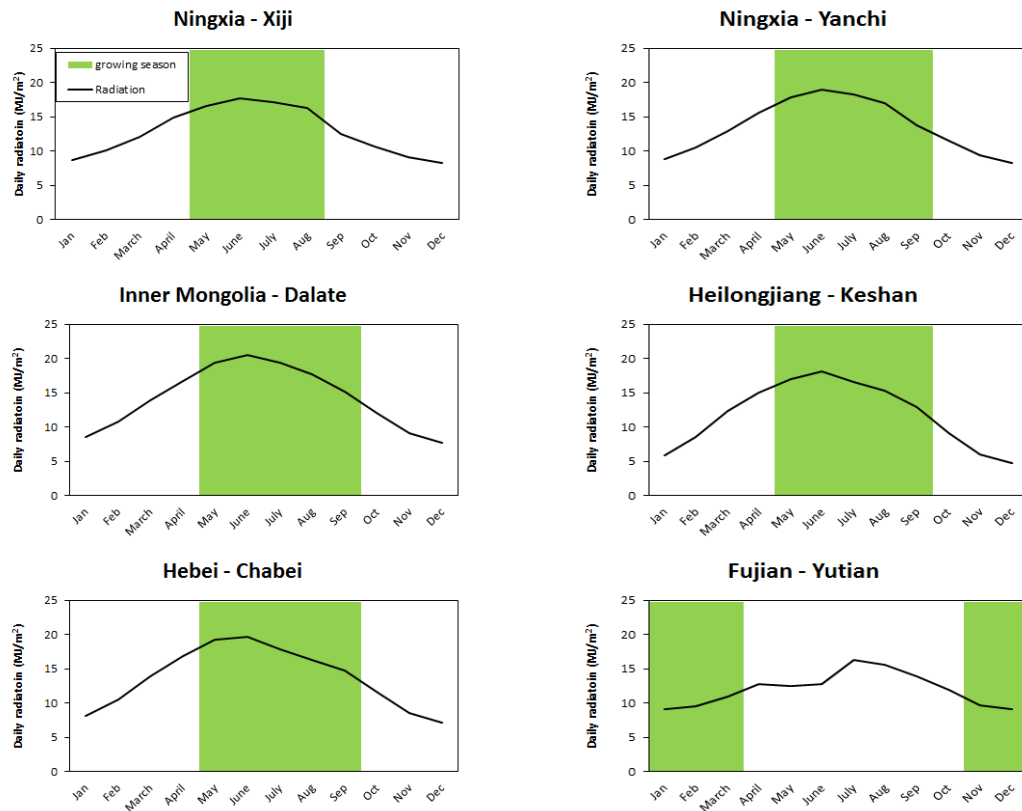 Ningxia - Xiji
Daily radiatoin (MJ/m²)
25
20
15
10
5
0
growing season
Radiation
Jan Feb March April May June July Aug Sep Oct Nov Dec
Ningxia - Yanchi
Daily radiatoin (MJ/m²)
25
20
15
10
5
0
Jan Feb March April May June July Aug Sep Oct Nov Dec
Inner Mongolia - Dalate
Daily radiatoin (MJ/m²)
25
20
15
10
5
0
Jan Feb March April May June July Aug Sep Oct Nov Dec
Heilongjiang - Keshan
Daily radiatoin (MJ/m²)
25
20
15
10
5
0
Jan Feb March April May June July Aug Sep Oct Nov Dec
Hebei - Chabei
Daily radiatoin (MJ/m²)
25
20
15
10
5
0
Jan Feb March April May June July Aug Sep Oct Nov Dec
Fujian - Yutian
Daily radiatoin (MJ/m²)
25
20
15
10
5
0
Jan Feb March April May June July Aug Sep Oct Nov Dec